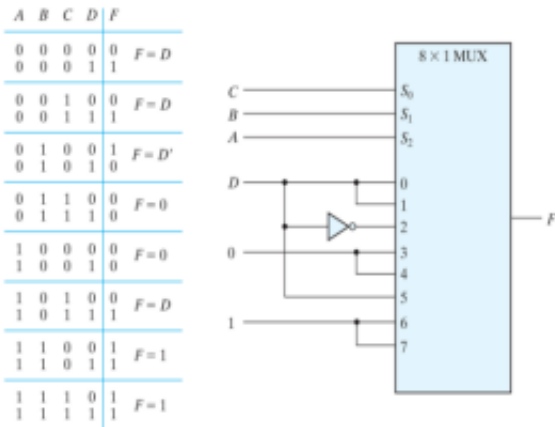 A B C D F
0 0 0 0 0 F = D
0 0 0 1 1
0 0 1 0 0 F = D
0 0 1 1 1
0 1 0 0 1 F = D'
0 1 0 1 0
0 1 1 0 0 F = 0
0 1 1 1 0
1 0 0 0 0 F = 0
1 0 0 1 0
1 0 1 0 0 F = D
1 0 1 1 1
1 1 0 0 1 F = 1
1 1 0 1 1
1 1 1 0 1 F = 1
1 1 1 1 1
8 × 1 MUX
C S₀
B S₁
A S₂
D 0
1
2
0 3
4
5
1 6
7
F